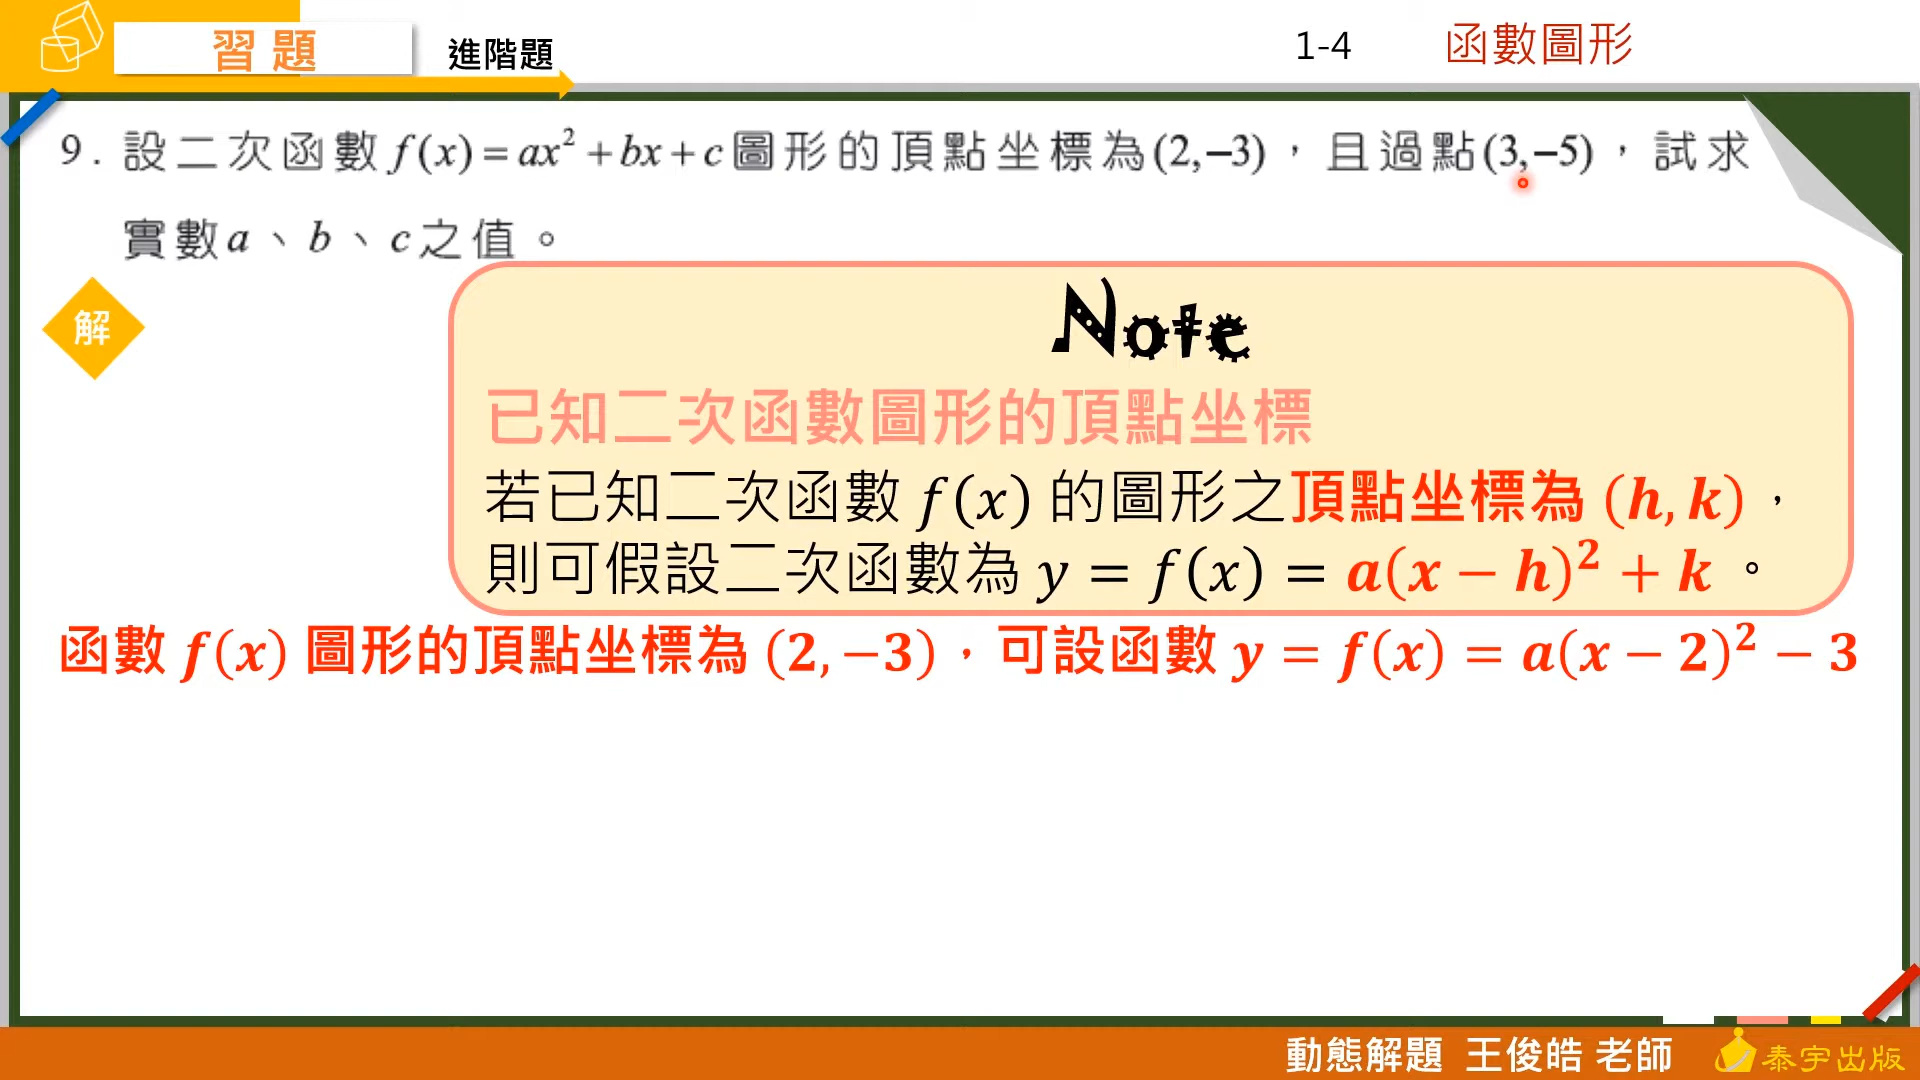 習題
進階題
1-4 函數圖形
9. 設二次函數 f(x)=ax²+bx+c 圖形的頂點坐標為(2,−3),且過點(3,−5),試求
實數 a、b、c 之值。
解
Note
已知二次函數圖形的頂點坐標
若已知二次函數 f(x) 的圖形之頂點坐標為 (h,k),
則可假設二次函數為 y = f(x) = a(x − h)² + k 。
函數 f(x) 圖形的頂點坐標為 (2,−3),可設函數 y = f(x) = a(x − 2)² − 3
動態解題 王俊皓 老師
泰宇出版